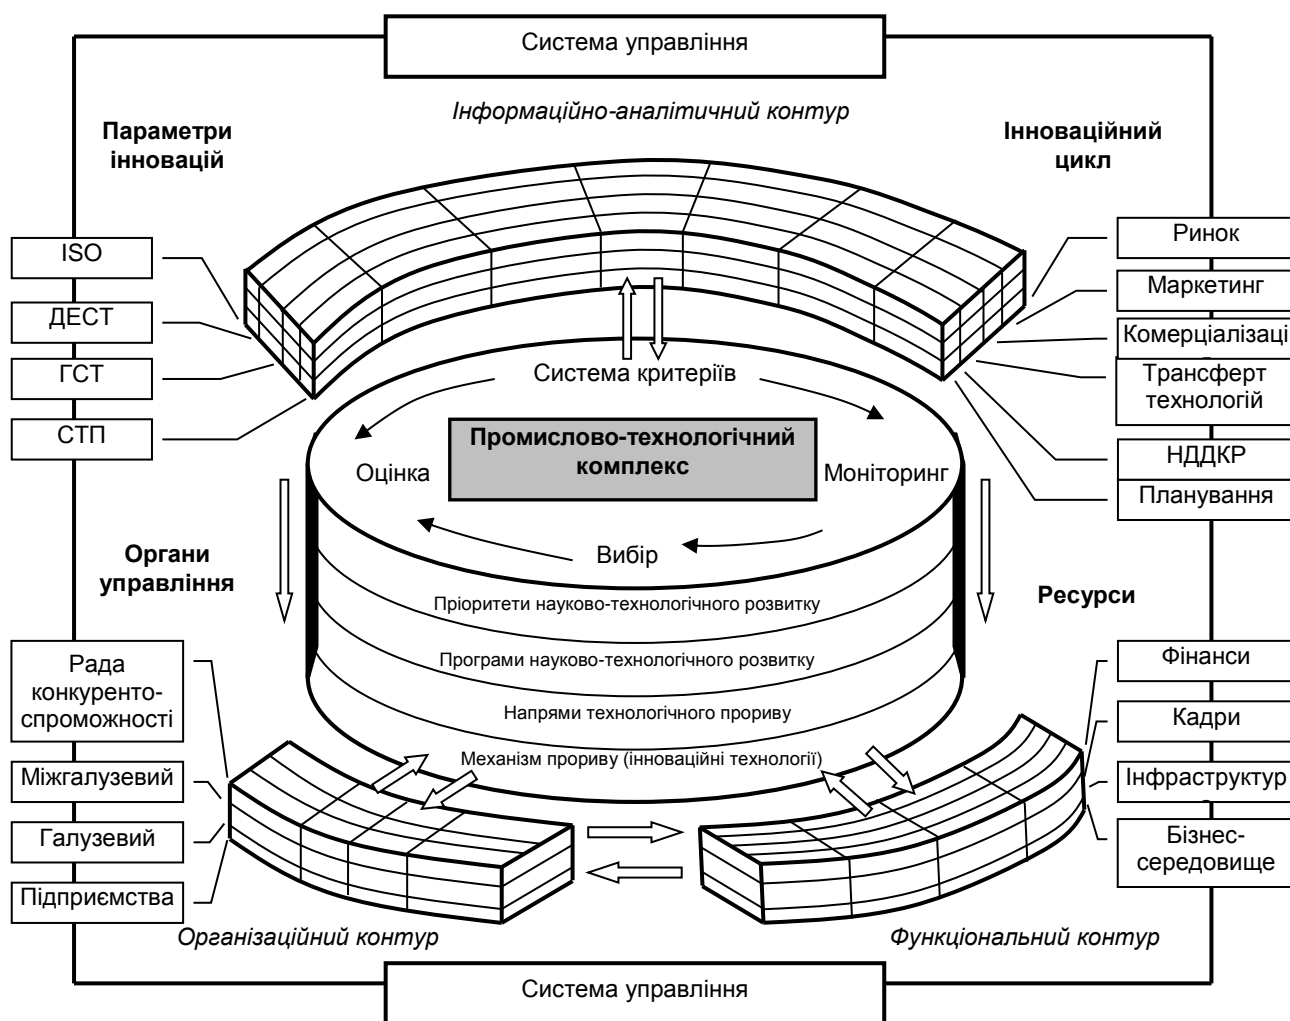 Система управління
Інформаційно-аналітичний контур
Параметри
інновацій
Інноваційний
цикл
ISO
ДЕСТ
ГСТ
СТП
Ринок
Маркетинг
Комерціалізаці
Трансферт
технологій
НДДКР
Планування
Система критеріїв
Промислово-технологічний
комплекс
Оцінка
Моніторинг
Вибір
Органи
управління
Ресурси
Пріоритети науково-технологічного розвитку
Програми науково-технологічного розвитку
Напрями технологічного прориву
Механізм прориву (інноваційні технології)
Рада
конкуренто-
спроможності
Міжгалузевий
Галузевий
Підприємства
Фінанси
Кадри
Інфраструктур
Бізнес-
середовище
Організаційний контур
Функціональний контур
Система управління